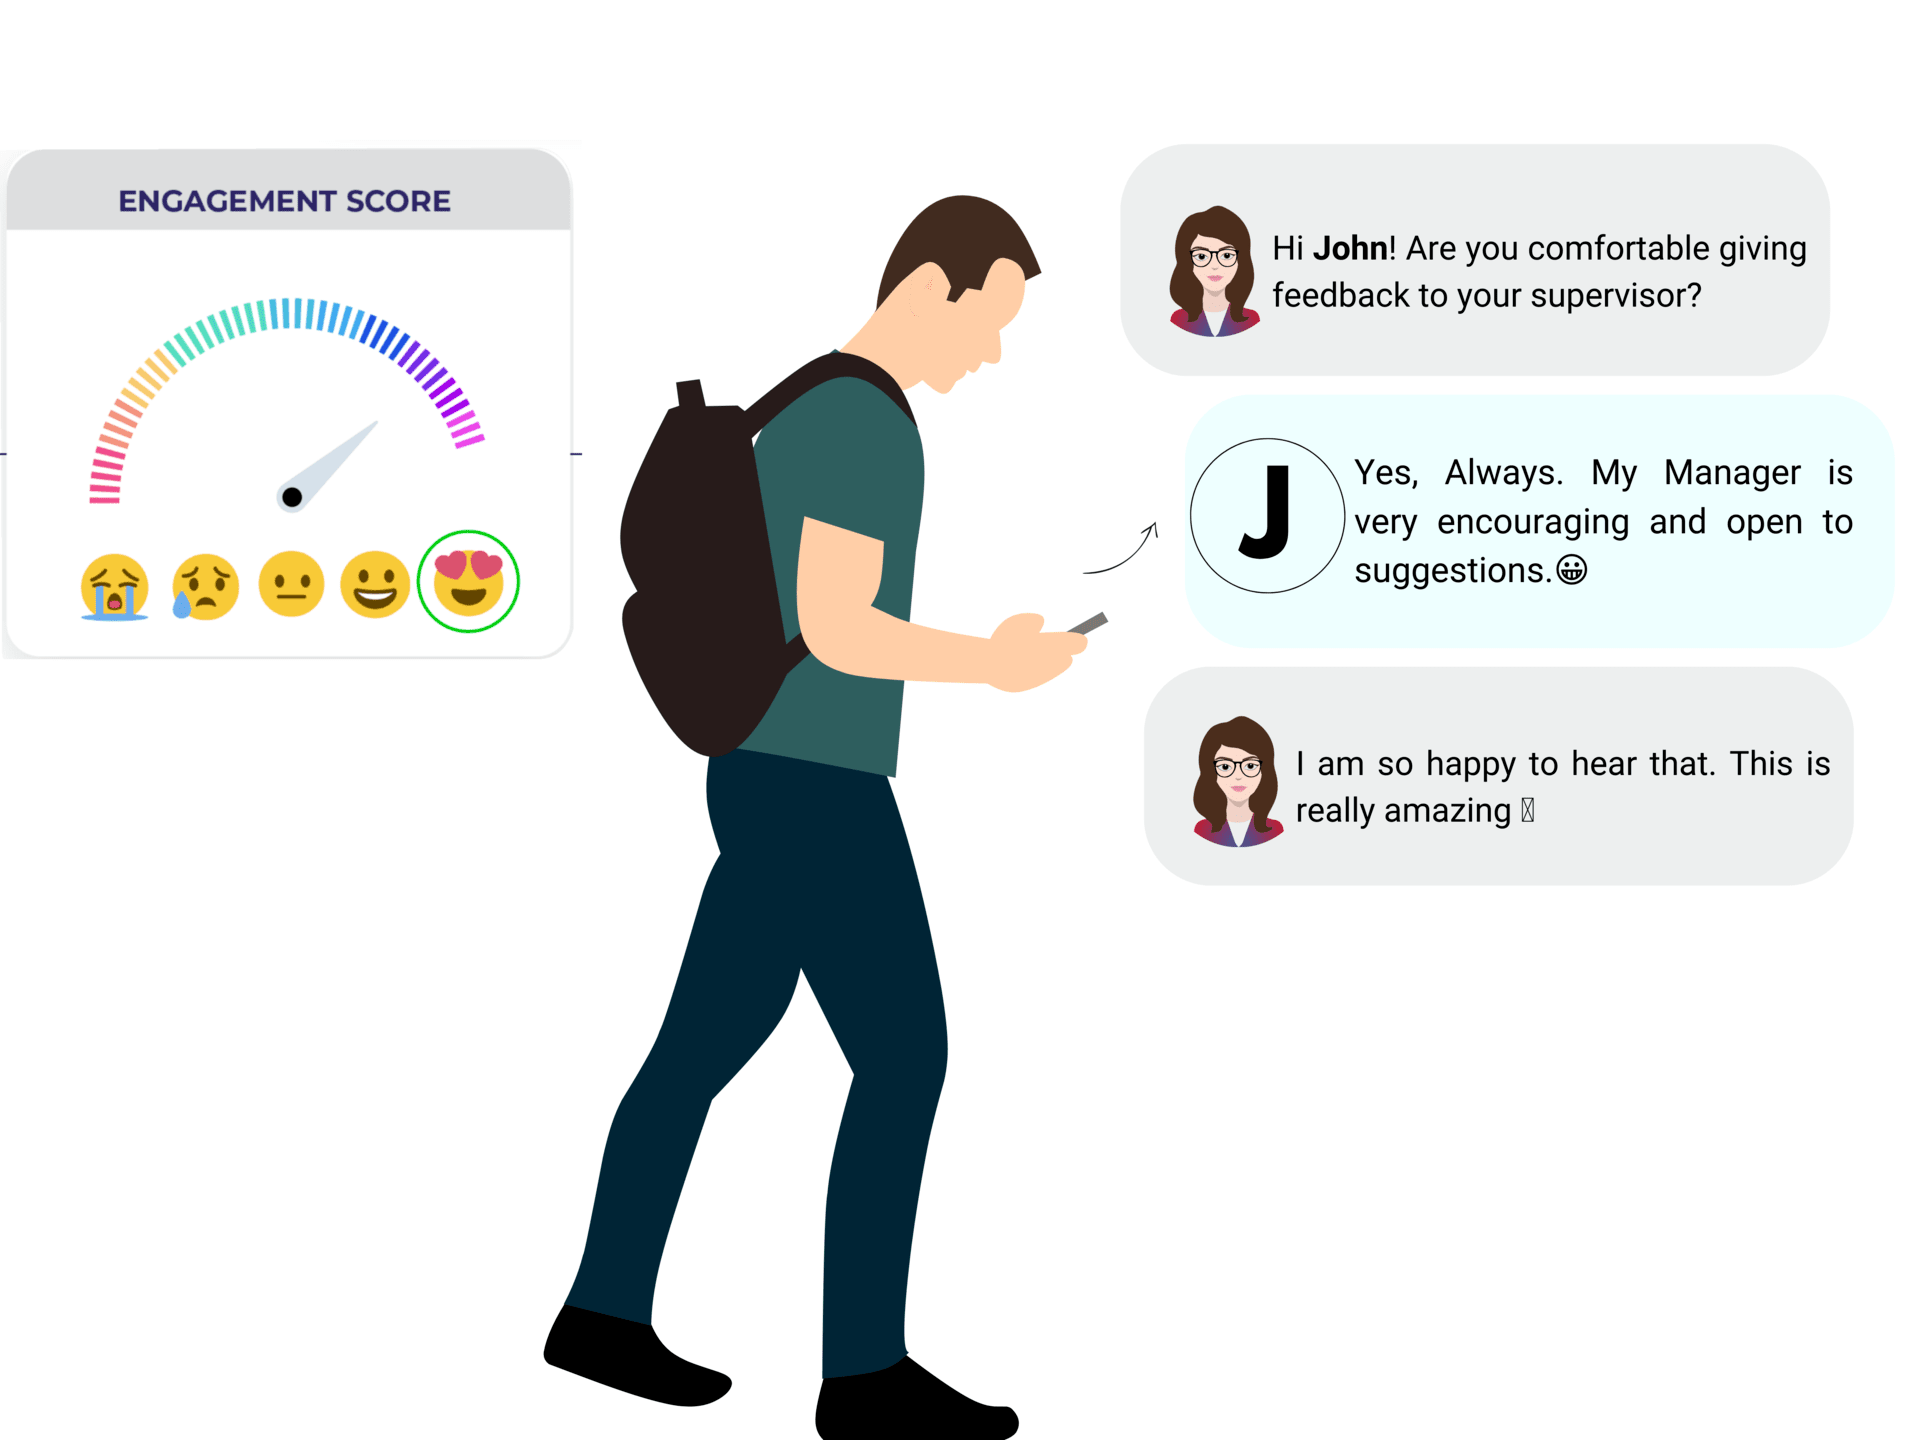 ENGAGEMENT SCORE
Hi John! Are you comfortable giving
feedback to your supervisor?
J
Yes, Always. My Manager is
very encouraging and open to
suggestions.😀
I am so happy to hear that. This is
really amazing